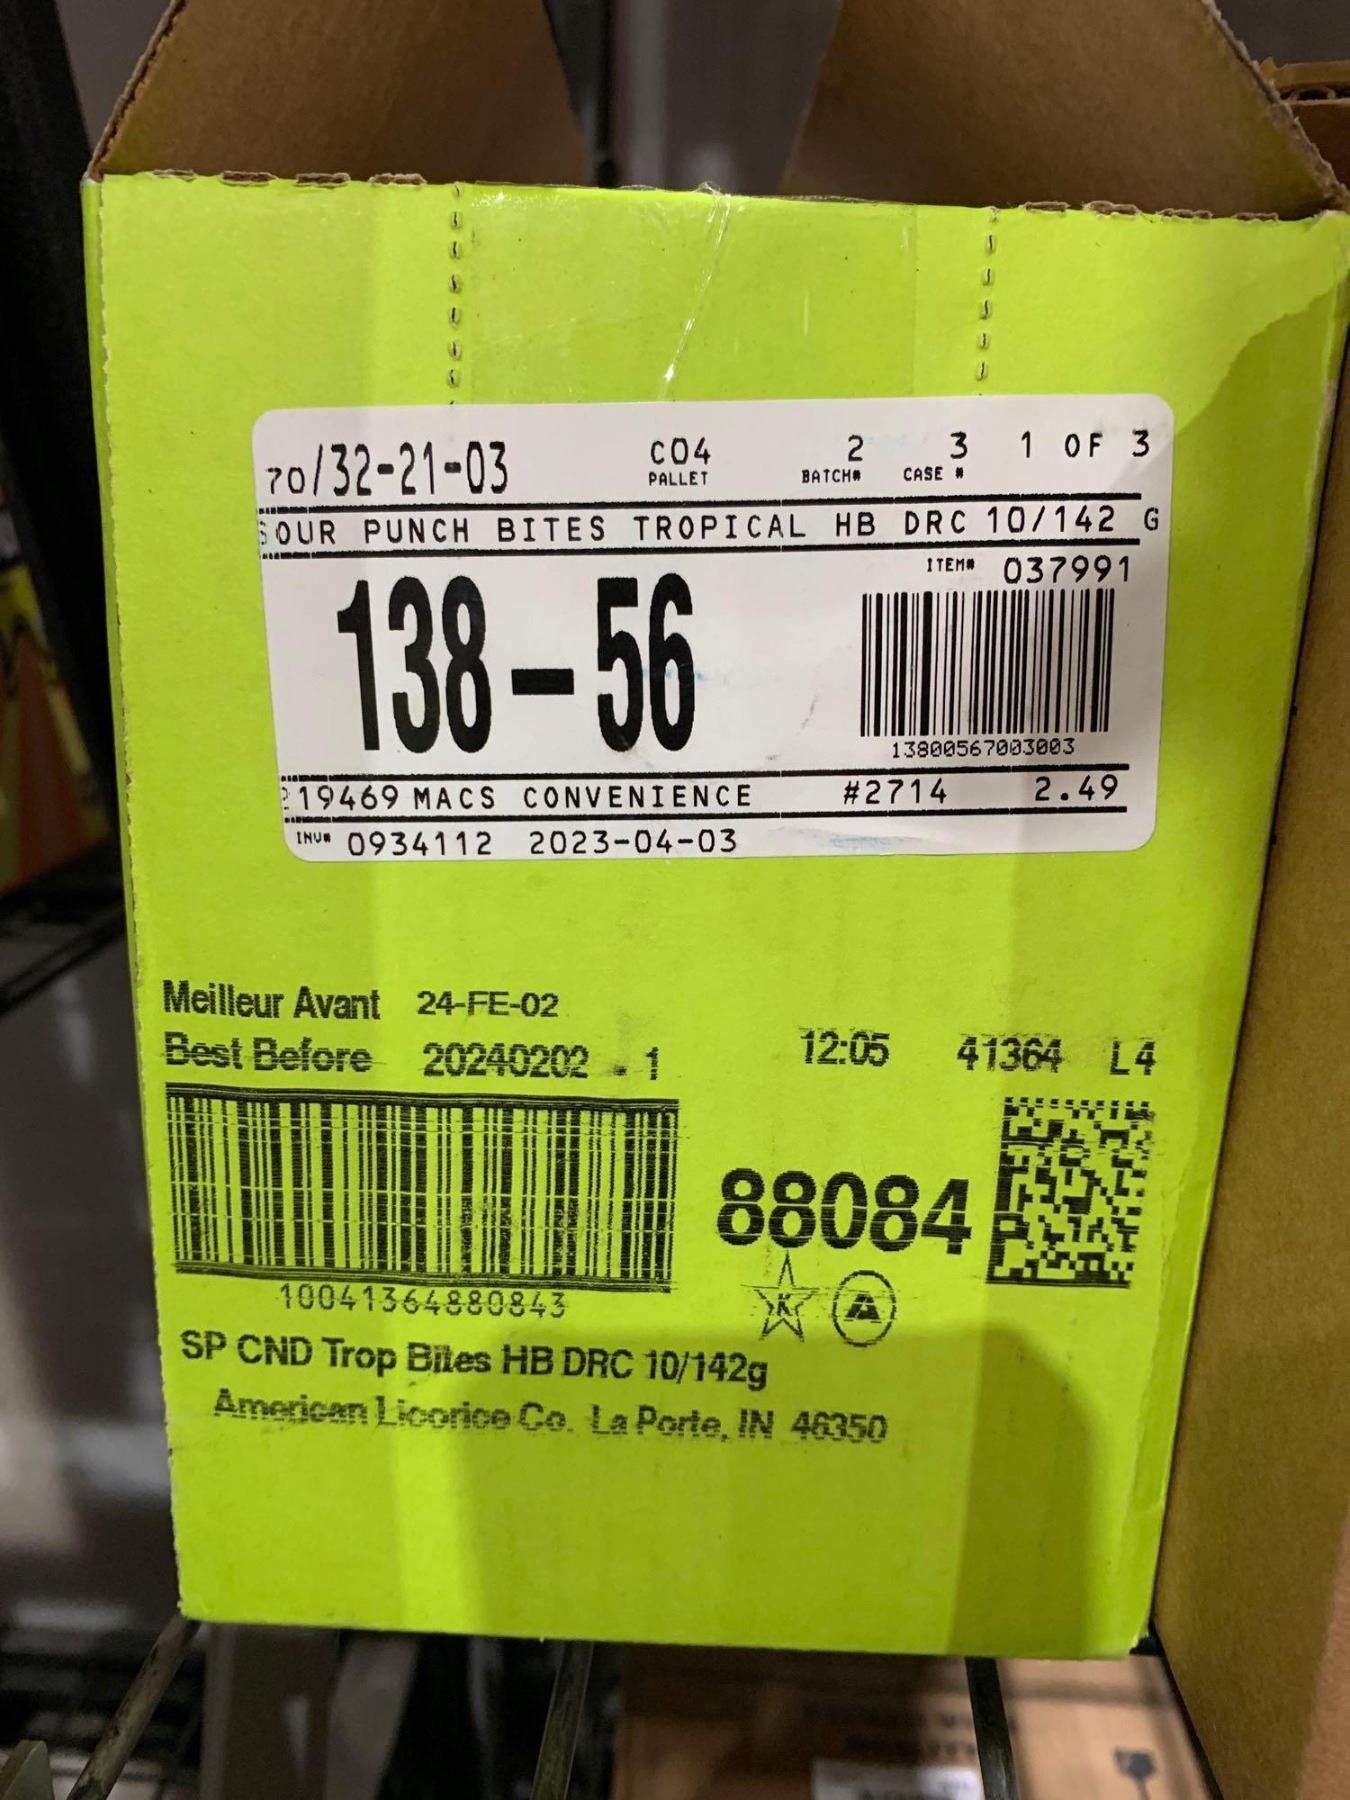 70/32-21-03 C04 2 3 1 OF 3
PALLET BATCH# CASE #
SOUR PUNCH BITES TROPICAL HB DRC 10/142 G
ITEM# 037991
138-56
13800567003003
219469 MACS CONVENIENCE #2714 2.49
INV# 0934112 2023-04-03
Meilleur Avant 24-FE-02
Best Before 20240202 . 1 12:05 41364 L4
88084
K A
10041364880843
SP CND Trop Bites HB DRC 10/142g
American Licorice Co. La Porte, IN 46350